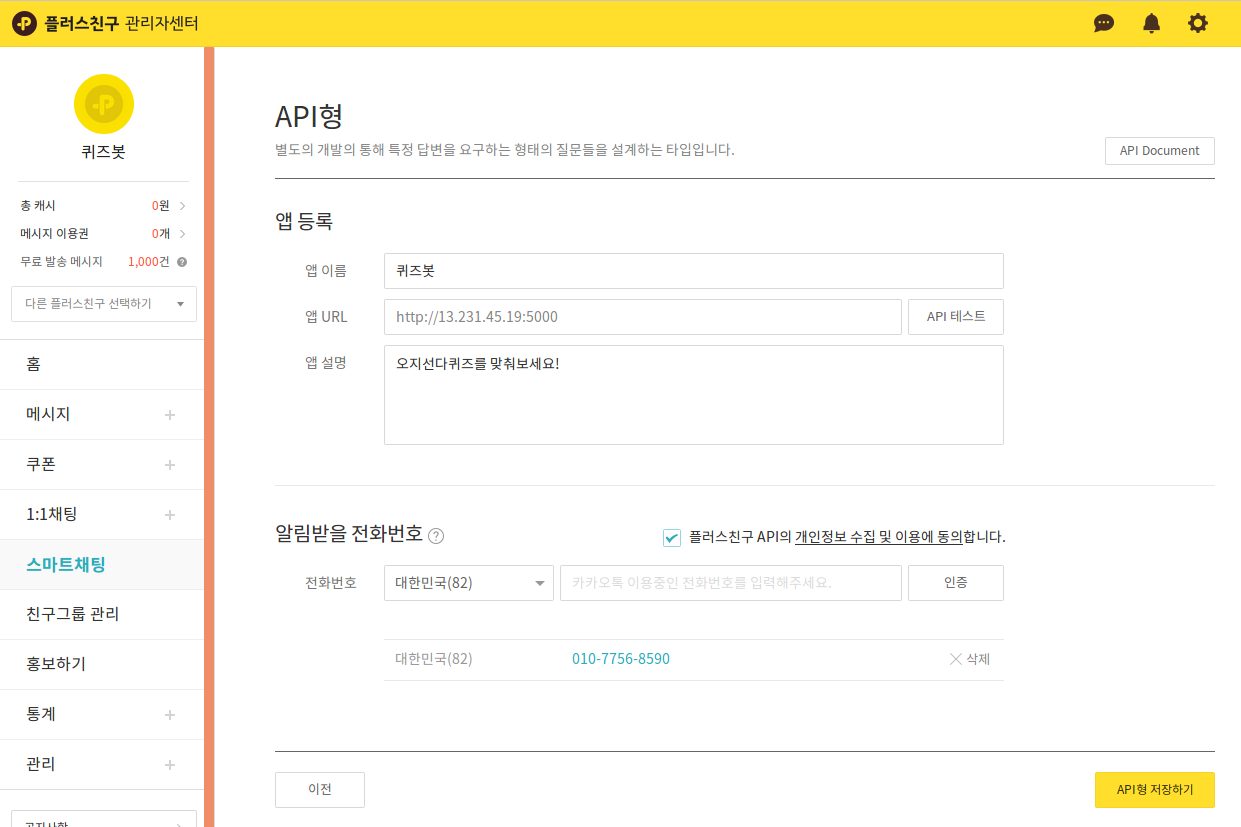 플러스친구 관리자센터
퀴즈봇
총 캐시 0원
메시지 이용권 0개
무료 발송 메시지 1,000건
다른 플러스친구 선택하기
홈
메시지
쿠폰
1:1채팅
스마트채팅
친구그룹 관리
홍보하기
통계
관리
공지사항
API형
별도의 개발의 통해 특정 답변을 요구하는 형태의 질문들을 설계하는 타입입니다.
API Document
앱 등록
앱 이름 퀴즈봇
앱 URL http://13.231.45.19:5000 API 테스트
앱 설명 오지선다퀴즈를 맞춰보세요!
알림받을 전화번호 플러스친구 API의 개인정보 수집 및 이용에 동의합니다.
전화번호 대한민국(82) 카카오톡 이용중인 전화번호를 입력해주세요. 인증
대한민국(82) 010-7756-8590 삭제
이전 API형 저장하기